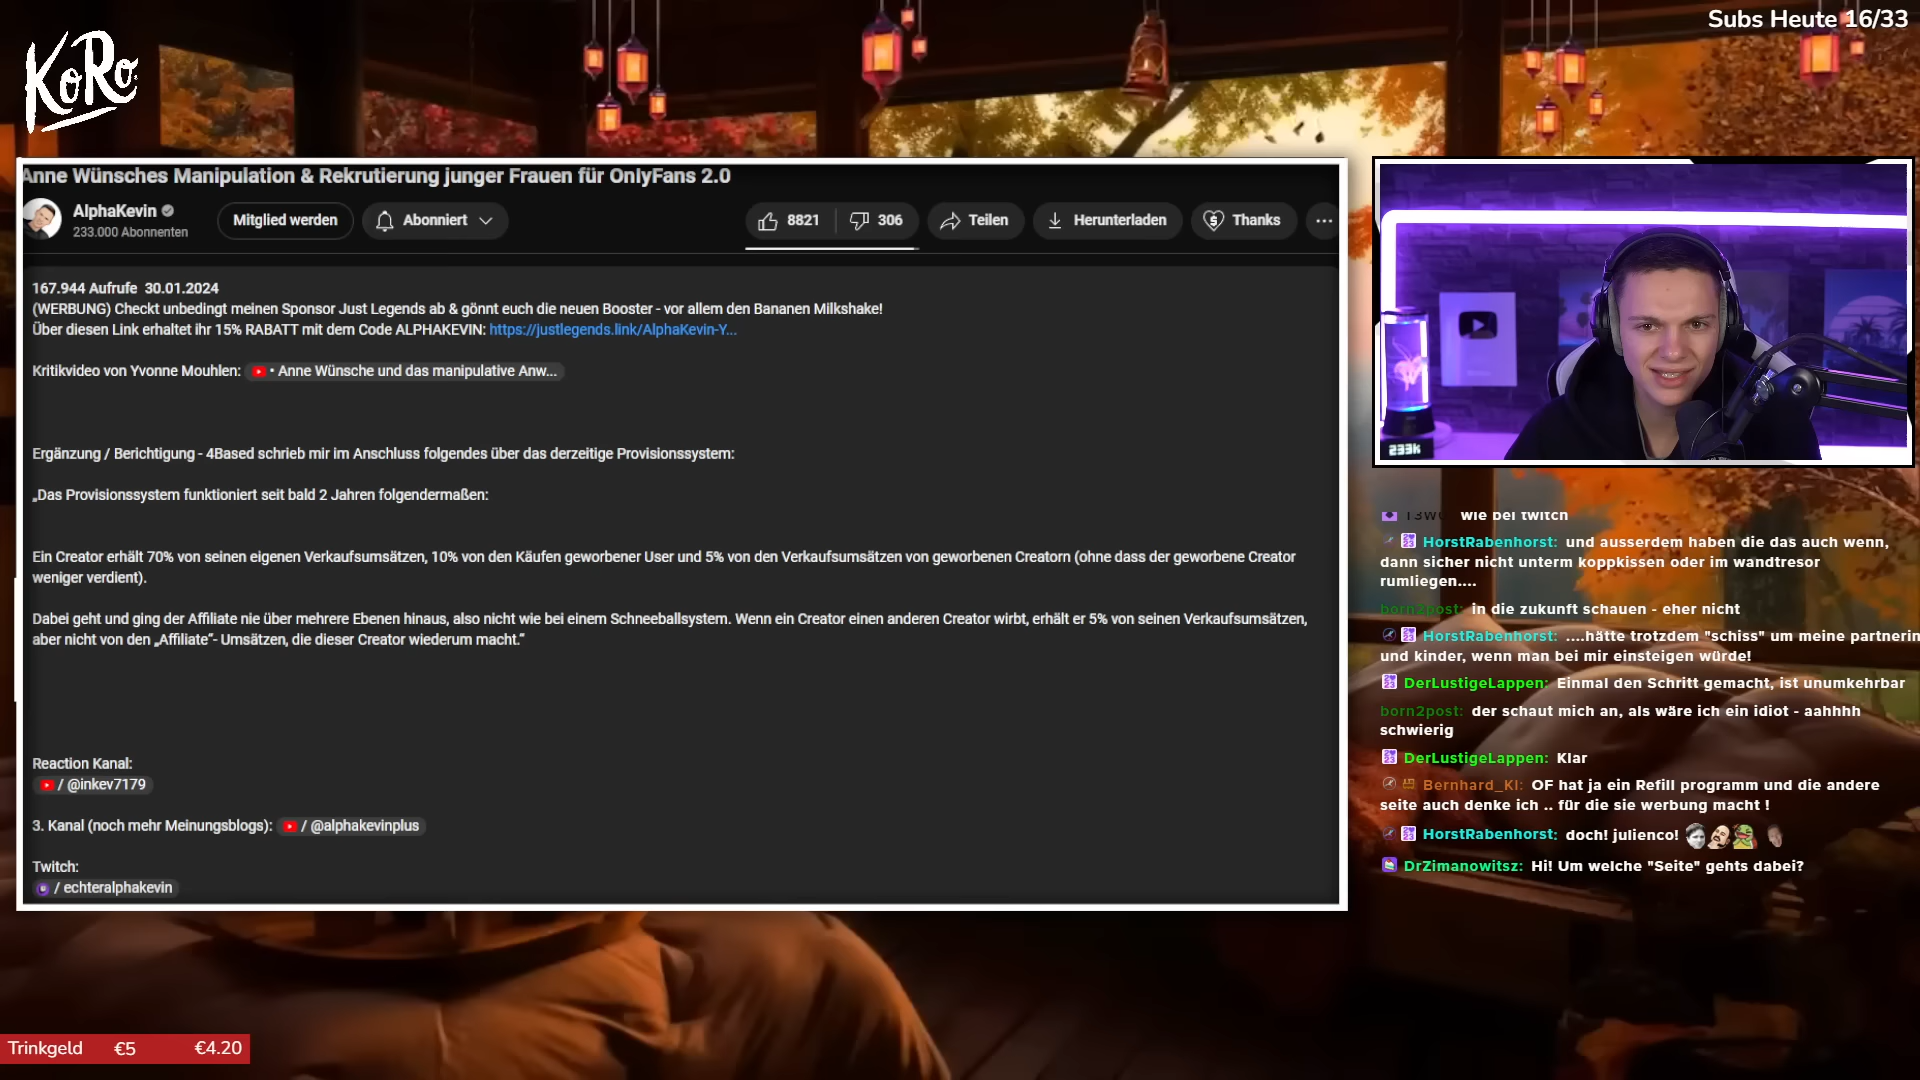 Subs Heute 16/33
KoRo
Anne Wünsches Manipulation & Rekrutierung junger Frauen für OnlyFans 2.0
AlphaKevin
233.000 Abonnenten
Mitglied werden
Abonniert
8821
306
Teilen
Herunterladen
Thanks
167.944 Aufrufe 30.01.2024
(WERBUNG) Checkt unbedingt meinen Sponsor Just Legends ab & gönnt euch die neuen Booster - vor allem den Bananen Milkshake!
Über diesen Link erhaltet ihr 15% RABATT mit dem Code ALPHAKEVIN: https://justlegends.link/AlphaKevin-Y...
Kritikvideo von Yvonne Mouhlen: • Anne Wünsche und das manipulative Anw...
Ergänzung / Berichtigung - 4Based schrieb mir im Anschluss folgendes über das derzeitige Provisionssystem:
„Das Provisionssystem funktioniert seit bald 2 Jahren folgendermaßen:
Ein Creator erhält 70% von seinen eigenen Verkaufsumsätzen, 10% von den Käufen geworbener User und 5% von den Verkaufsumsätzen von geworbenen Creatorn (ohne dass der geworbene Creator
weniger verdient).
Dabei geht und ging der Affiliate nie über mehrere Ebenen hinaus, also nicht wie bei einem Schneeballsystem. Wenn ein Creator einen anderen Creator wirbt, erhält er 5% von seinen Verkaufsumsätzen,
aber nicht von den „Affiliate“- Umsätzen, die dieser Creator wiederum macht.“
Reaction Kanal:
/ @inkev7179
3. Kanal (noch mehr Meinungsblogs): / @alphakevinplus
Twitch:
/ echteralphakevin
233k
wie bei twitch
HorstRabenhorst: und ausserdem haben die das auch wenn,
dann sicher nicht unterm koppkissen oder im wandtresor
rumliegen....
born2post: in die zukunft schauen - eher nicht
HorstRabenhorst: ....hätte trotzdem "schiss" um meine partnerin
und kinder, wenn man bei mir einsteigen würde!
DerLustigeLappen: Einmal den Schritt gemacht, ist unumkehrbar
born2post: der schaut mich an, als wäre ich ein idiot - aahhhh
schwierig
DerLustigeLappen: Klar
Bernhard_Kl: OF hat ja ein Refill programm und die andere
seite auch denke ich .. für die sie werbung macht !
HorstRabenhorst: doch! julienco!
DrZimanowitsz: Hi! Um welche "Seite" gehts dabei?
Trinkgeld €5 €4.20